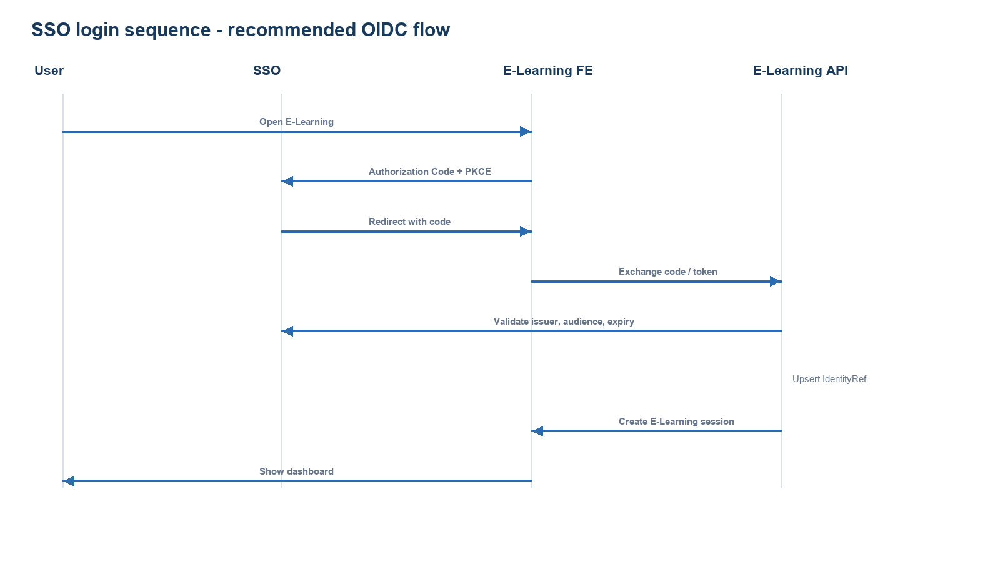 SSO login sequence - recommended OIDC flow
User
SSO
E-Learning FE
E-Learning API
Open E-Learning
Authorization Code + PKCE
Redirect with code
Exchange code / token
Validate issuer, audience, expiry
Upsert IdentityRef
Create E-Learning session
Show dashboard